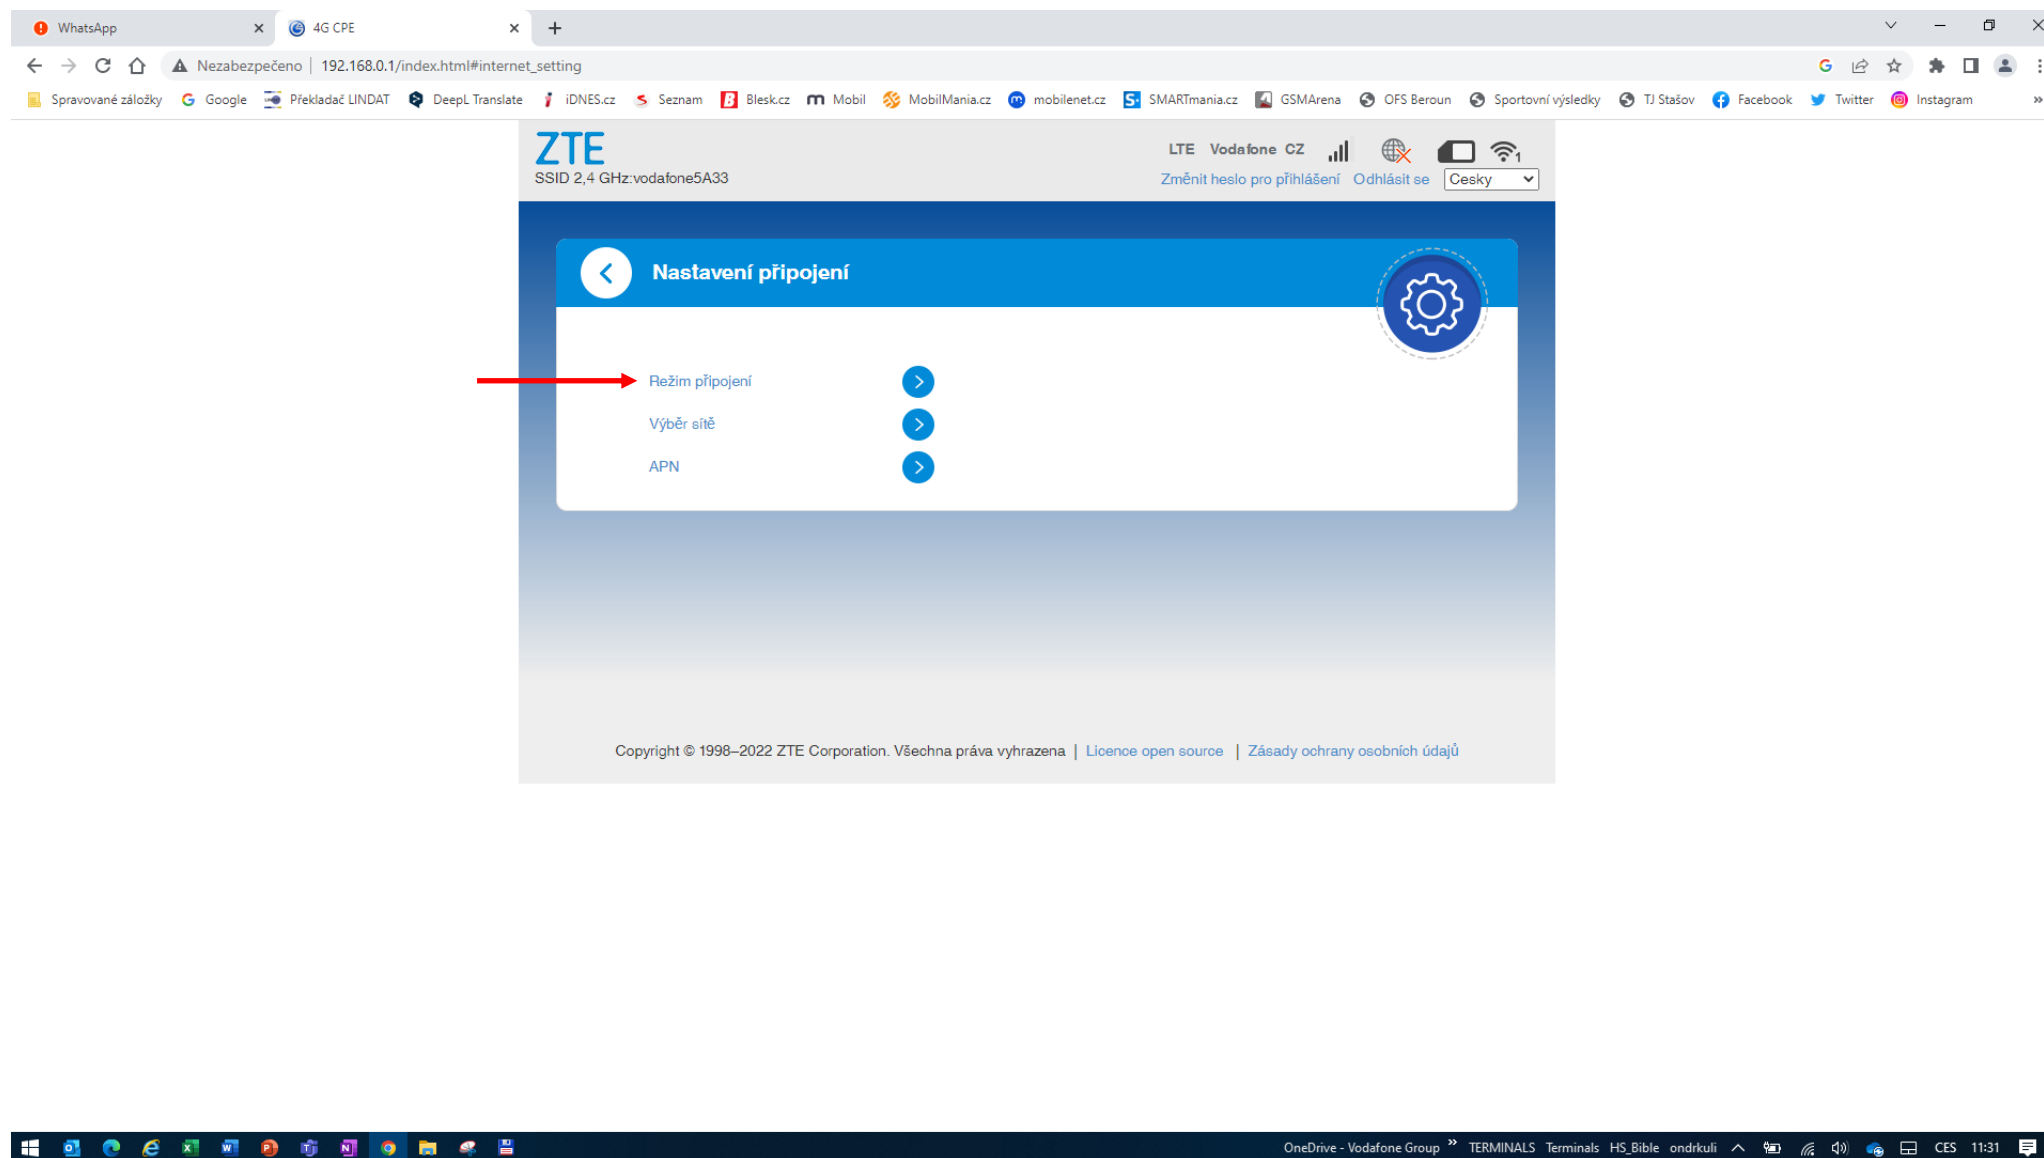 WhatsApp 4G CPE
Nezabezpečeno | 192.168.0.1/index.html#internet_setting
Spravované záložky Google Překladač LINDAT DeepL Translate iDNES.cz Seznam Blesk.cz Mobil MobilMania.cz mobilenet.cz SMARTmania.cz GSMArena OFS Beroun Sportovní výsledky TJ Stašov Facebook Twitter Instagram »
ZTE
LTE Vodafone CZ 1
SSID 2,4 GHz:vodafone5A33
Změnit heslo pro přihlášení Odhlásit se Cesky
Nastavení připojení
Režim připojení
Výběr sítě
APN
Copyright © 1998–2022 ZTE Corporation. Všechna práva vyhrazena | Licence open source | Zásady ochrany osobních údajů
OneDrive - Vodafone Group » TERMINALS Terminals HS_Bible ondrkuli CES 11:31